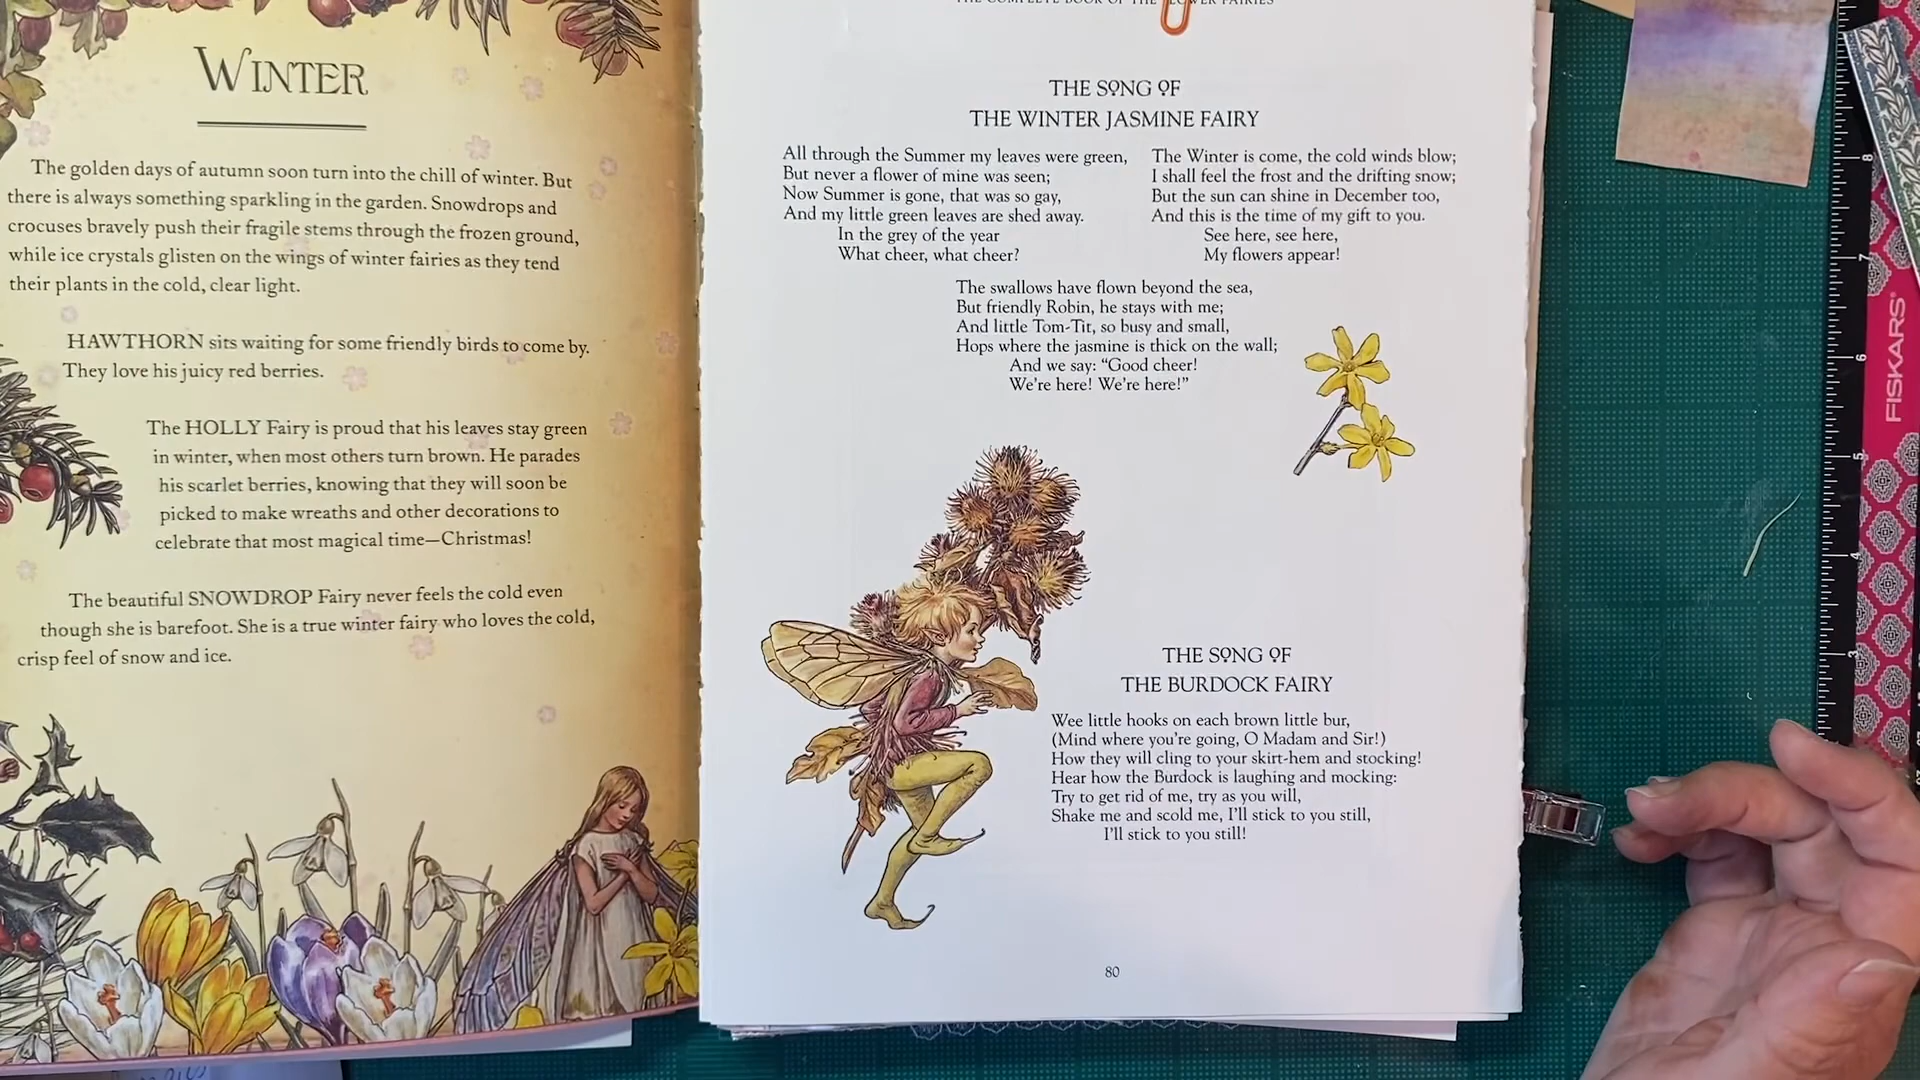 WINTER
The golden days of autumn soon turn into the chill of winter. But
there is always something sparkling in the garden. Snowdrops and
crocuses bravely push their fragile stems through the frozen ground,
while ice crystals glisten on the wings of winter fairies as they tend
their plants in the cold, clear light.
HAWTHORN sits waiting for some friendly birds to come by.
They love his juicy red berries.
The HOLLY Fairy is proud that his leaves stay green
in winter, when most others turn brown. He parades
his scarlet berries, knowing that they will soon be
picked to make wreaths and other decorations to
celebrate that most magical time—Christmas!
The beautiful SNOWDROP Fairy never feels the cold even
though she is barefoot. She is a true winter fairy who loves the cold,
crisp feel of snow and ice.
THE COMPLETE BOOK OF THE FLOWER FAIRIES
THE SONG OF
THE WINTER JASMINE FAIRY
All through the Summer my leaves were green,
But never a flower of mine was seen;
Now Summer is gone, that was so gay,
And my little green leaves are shed away.
In the grey of the year
What cheer, what cheer?
The Winter is come, the cold winds blow;
I shall feel the frost and the drifting snow;
But the sun can shine in December too,
And this is the time of my gift to you.
See here, see here,
My flowers appear!
The swallows have flown beyond the sea,
But friendly Robin, he stays with me;
And little Tom-Tit, so busy and small,
Hops where the jasmine is thick on the wall;
And we say: “Good cheer!
We're here! We're here!”
THE SONG OF
THE BURDOCK FAIRY
Wee little hooks on each brown little bur,
(Mind where you're going, O Madam and Sir!)
How they will cling to your skirt-hem and stocking!
Hear how the Burdock is laughing and mocking:
Try to get rid of me, try as you will,
Shake me and scold me, I'll stick to you still,
I'll stick to you still!
80
8
7
6
5
4
3
FISKARS®